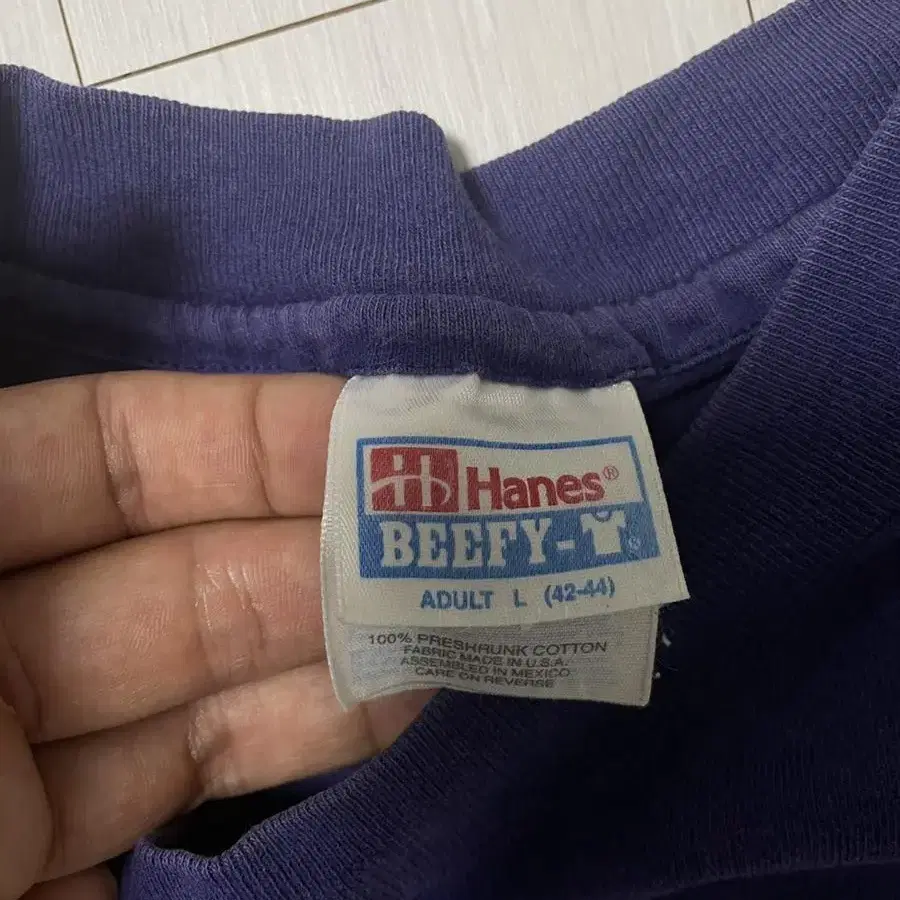 H Hanes®
BEEFY-T®
ADULT L (42-44)
100% PRESHRUNK COTTON
FABRIC MADE IN U.S.A.
ASSEMBLED IN MEXICO
CARE ON REVERSE